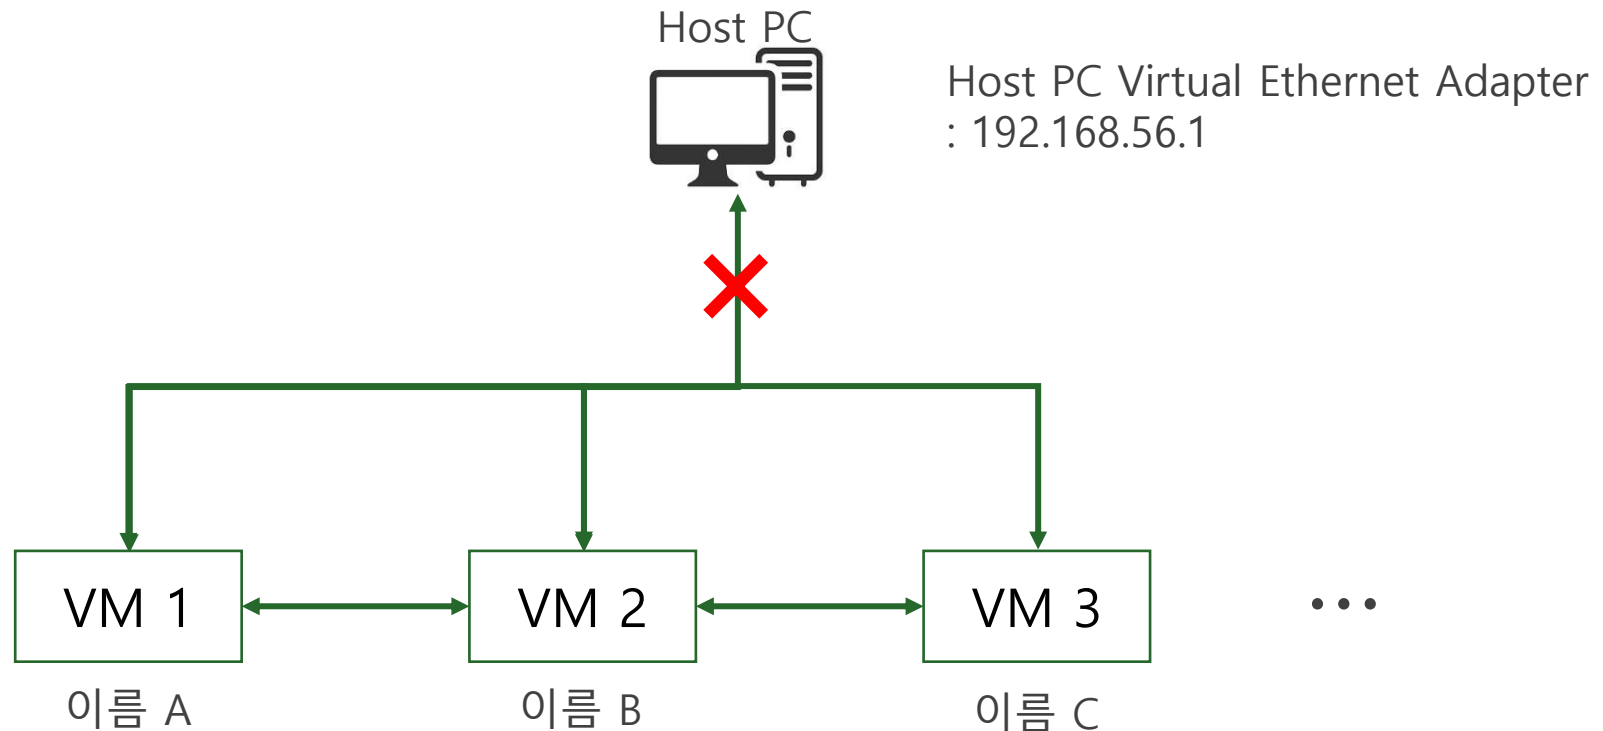 Host PC
Host PC Virtual Ethernet Adapter
: 192.168.56.1
VM 1
VM 2
VM 3
...
이름 A
이름 B
이름 C